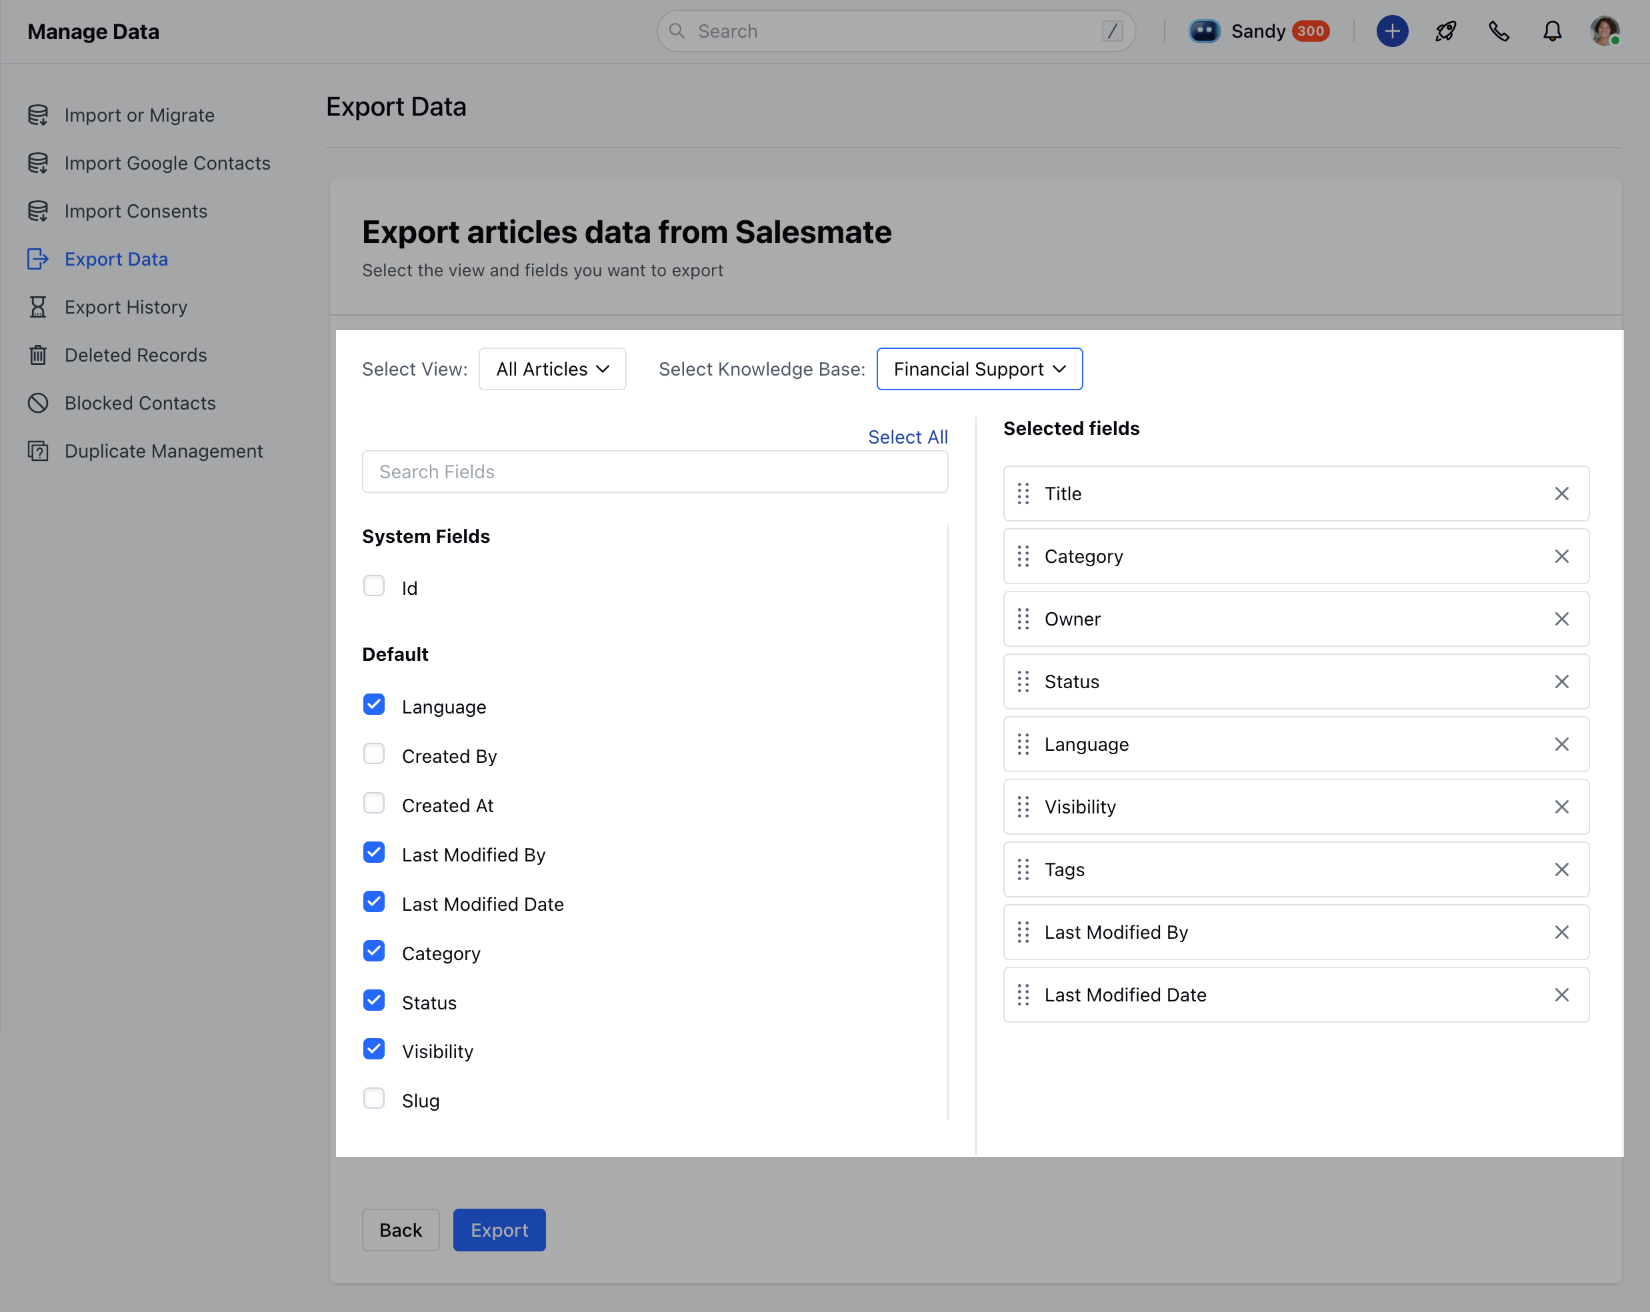 Manage Data
Search
/
Sandy 300
Import or Migrate
Import Google Contacts
Import Consents
Export Data
Export History
Deleted Records
Blocked Contacts
Duplicate Management
Export Data
Export articles data from Salesmate
Select the view and fields you want to export
Select View: All Articles
Select Knowledge Base: Financial Support
Select All
Search Fields
System Fields
Id
Default
Language
Created By
Created At
Last Modified By
Last Modified Date
Category
Status
Visibility
Slug
Selected fields
Title
Category
Owner
Status
Language
Visibility
Tags
Last Modified By
Last Modified Date
Back
Export